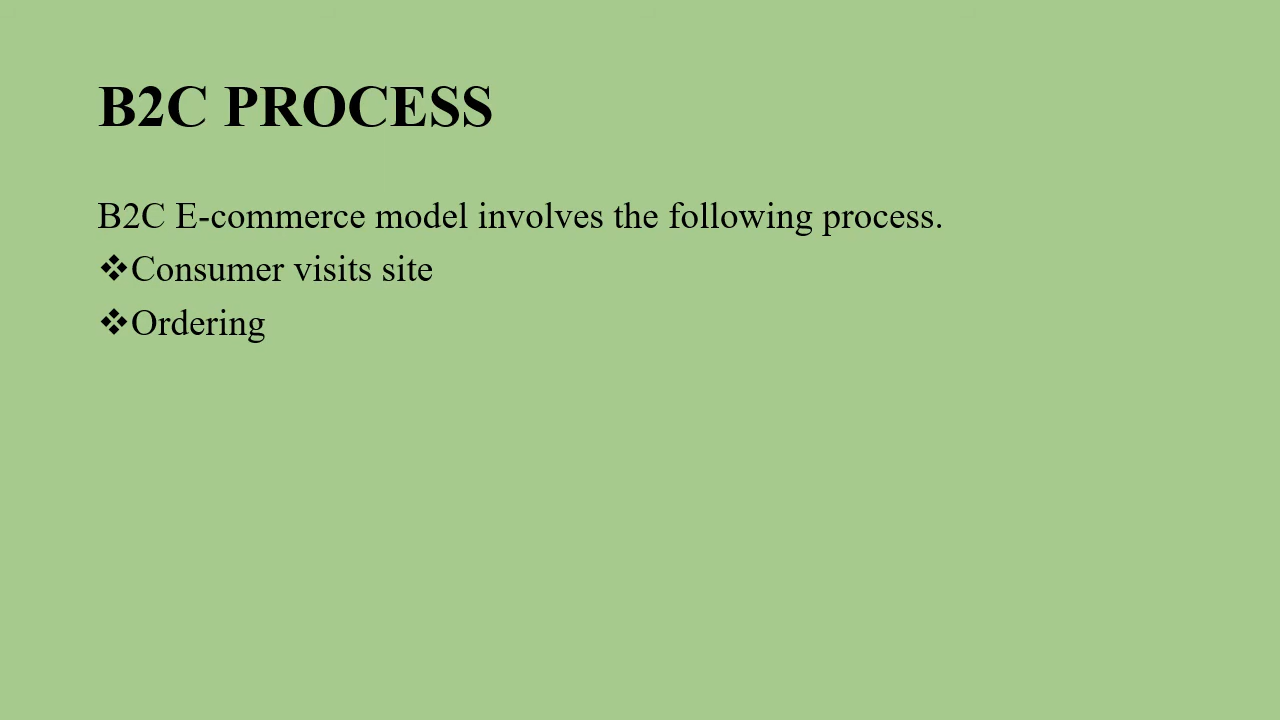 B2C PROCESS
B2C E-commerce model involves the following process.
❖Consumer visits site
❖Ordering